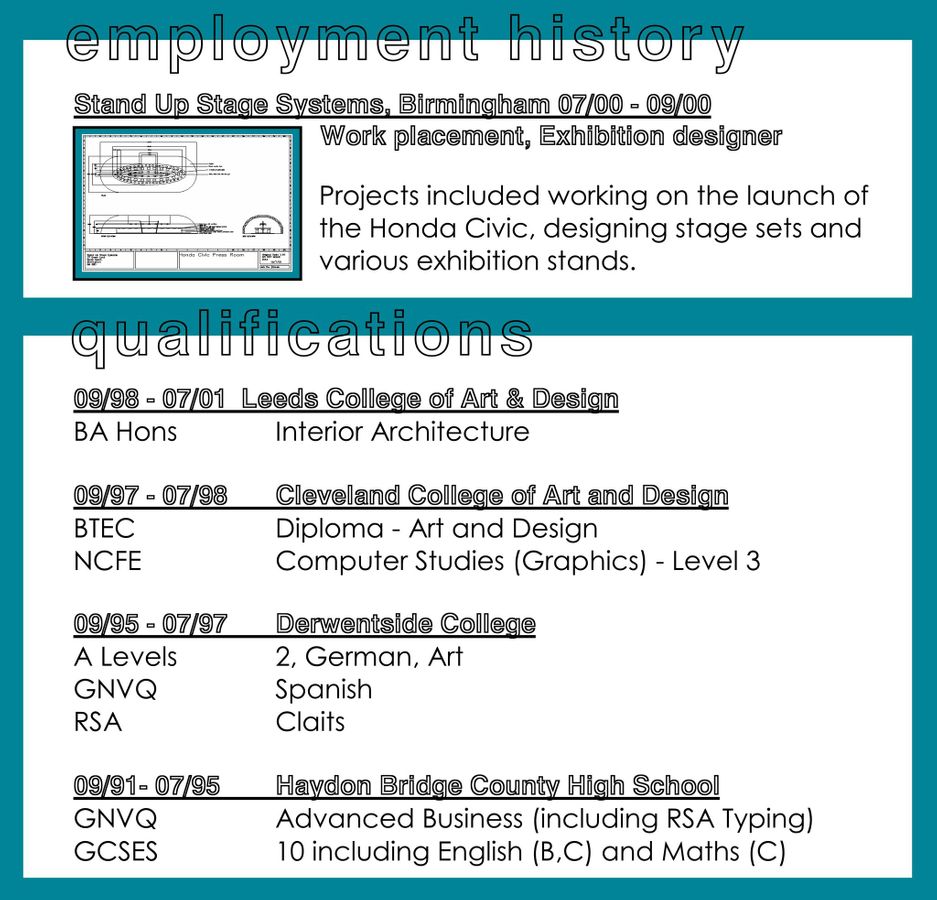 employment history
Stand Up Stage Systems, Birmingham 07/00 - 09/00
Work placement, Exhibition designer
Projects included working on the launch of
the Honda Civic, designing stage sets and
various exhibition stands.
Honda Civic Press Room
qualifications
09/98 - 07/01 Leeds College of Art & Design
BA Hons Interior Architecture
09/97 - 07/98 Cleveland College of Art and Design
BTEC Diploma - Art and Design
NCFE Computer Studies (Graphics) - Level 3
09/95 - 07/97 Derwentside College
A Levels 2, German, Art
GNVQ Spanish
RSA Claits
09/91- 07/95 Haydon Bridge County High School
GNVQ Advanced Business (including RSA Typing)
GCSES 10 including English (B,C) and Maths (C)